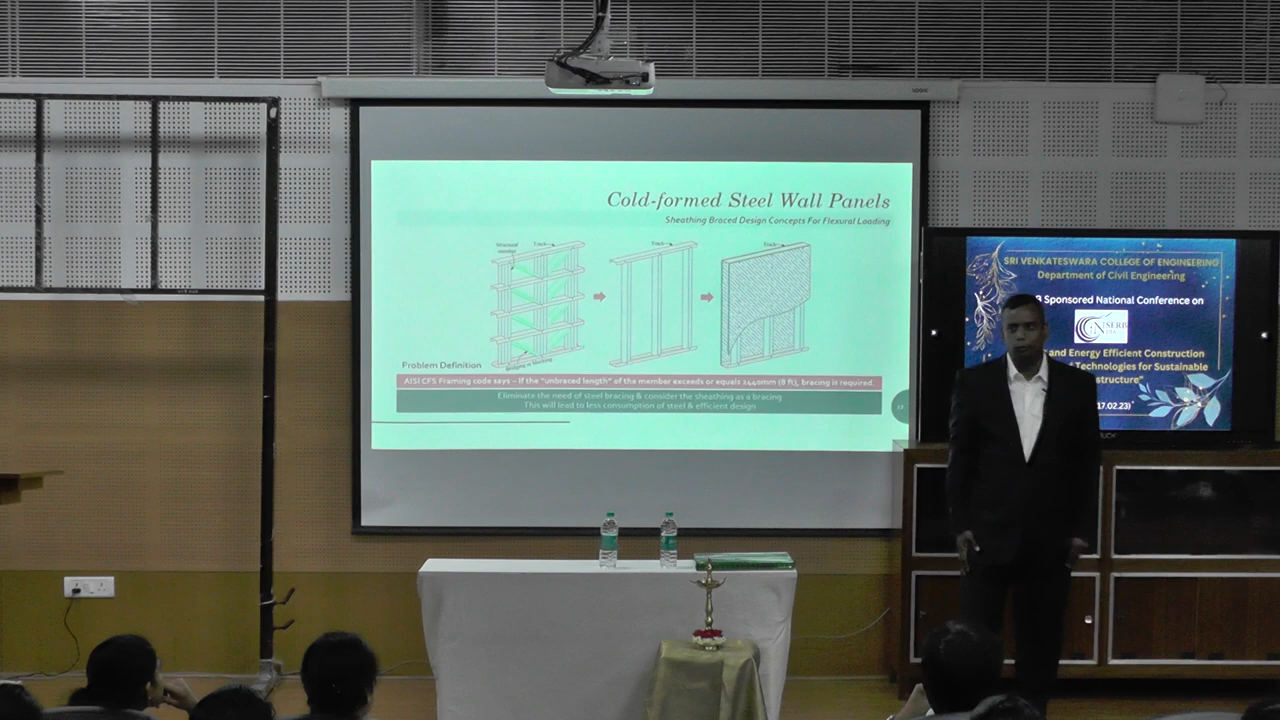 Cold-formed Steel Wall Panels
Sheathing Braced Design Concepts For Flexural Loading
Structural
Track
Track
Track
Bridging or blocking
Problem Definition
AISI CFS Framing code says – If the "unbraced length" of the member exceeds or equals 2440mm (8 ft), bracing is required.
Eliminate the need of steel bracing & consider the sheathing as a bracing
This will lead to less consumption of steel & efficient design
SRI VENKATESWARA COLLEGE OF ENGINEERING
Department of Civil Engineering
Sponsored National Conference on
SERB
and Energy Efficient Construction
Technologies for Sustainable
structure"
17.02.23)"